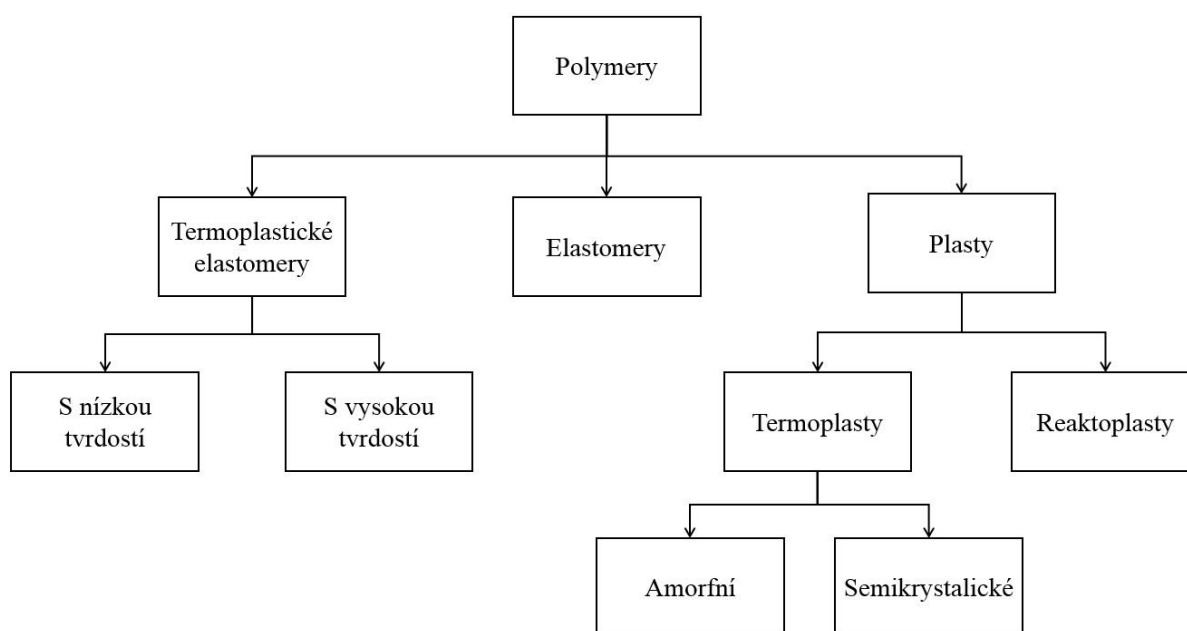 Polymery
Termoplastické
elastomery
Elastomery
Plasty
S nízkou
tvrdostí
S vysokou
tvrdostí
Termoplasty
Reaktoplasty
Amorfní
Semikrystalické